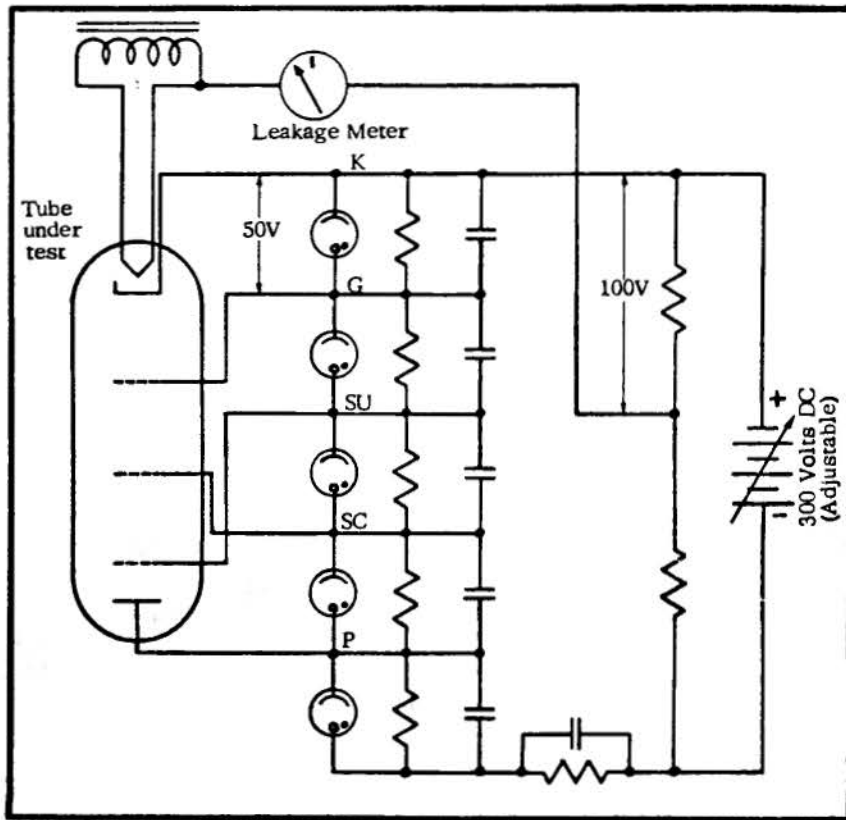 Leakage Meter
K
Tube
under
test
50V
G
100V
SU
+
300 Volts DC
(Adjustable)
-
SC
P